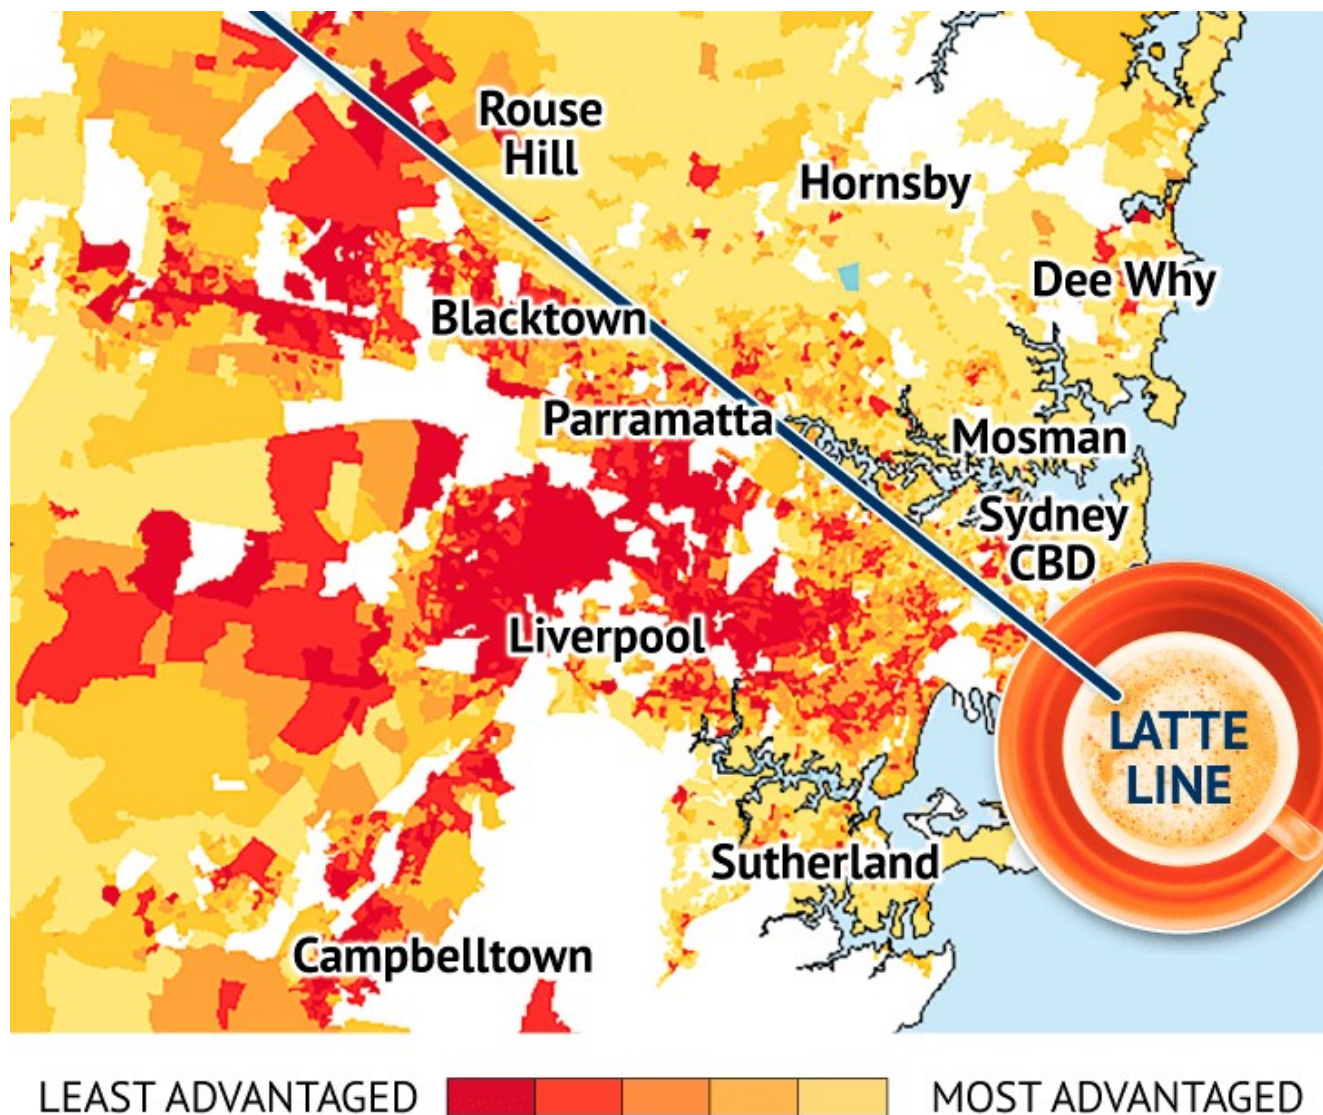 Rouse
Hill
Hornsby
Dee Why
Blacktown
Parramatta
Mosman
Sydney
CBD
Liverpool
LATTE
LINE
Sutherland
Campbelltown
LEAST ADVANTAGED
MOST ADVANTAGED